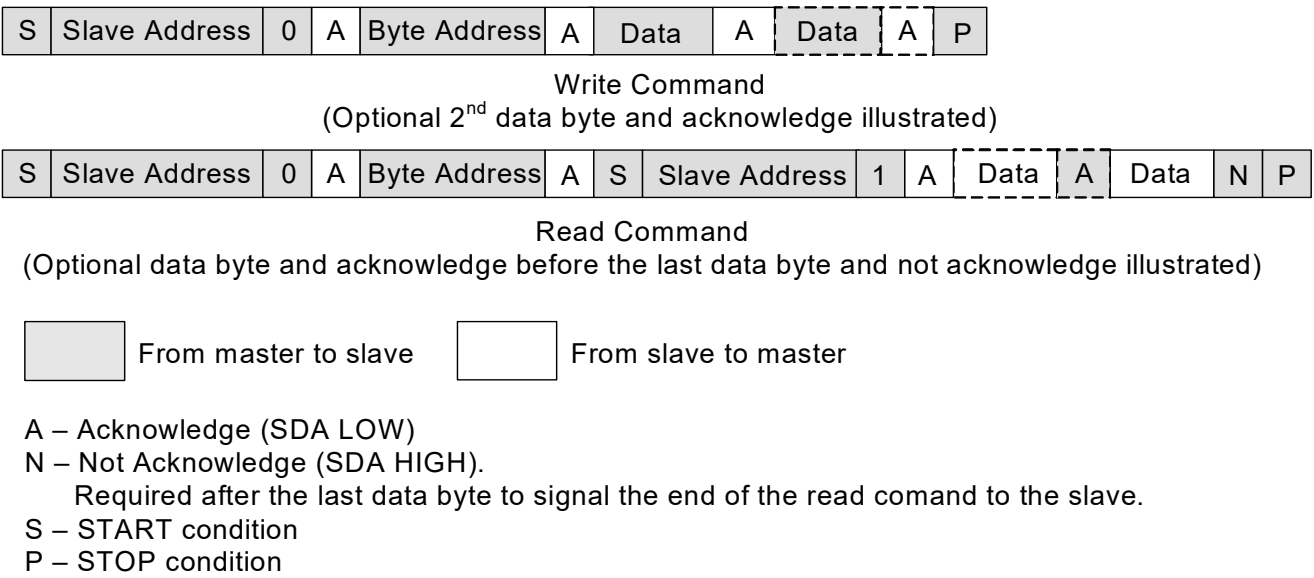 S Slave Address 0 A Byte Address A Data A Data A P
Write Command
(Optional 2nd data byte and acknowledge illustrated)
S Slave Address 0 A Byte Address A S Slave Address 1 A Data A Data N P
Read Command
(Optional data byte and acknowledge before the last data byte and not acknowledge illustrated)
From master to slave From slave to master
A – Acknowledge (SDA LOW)
N – Not Acknowledge (SDA HIGH).
Required after the last data byte to signal the end of the read comand to the slave.
S – START condition
P – STOP condition